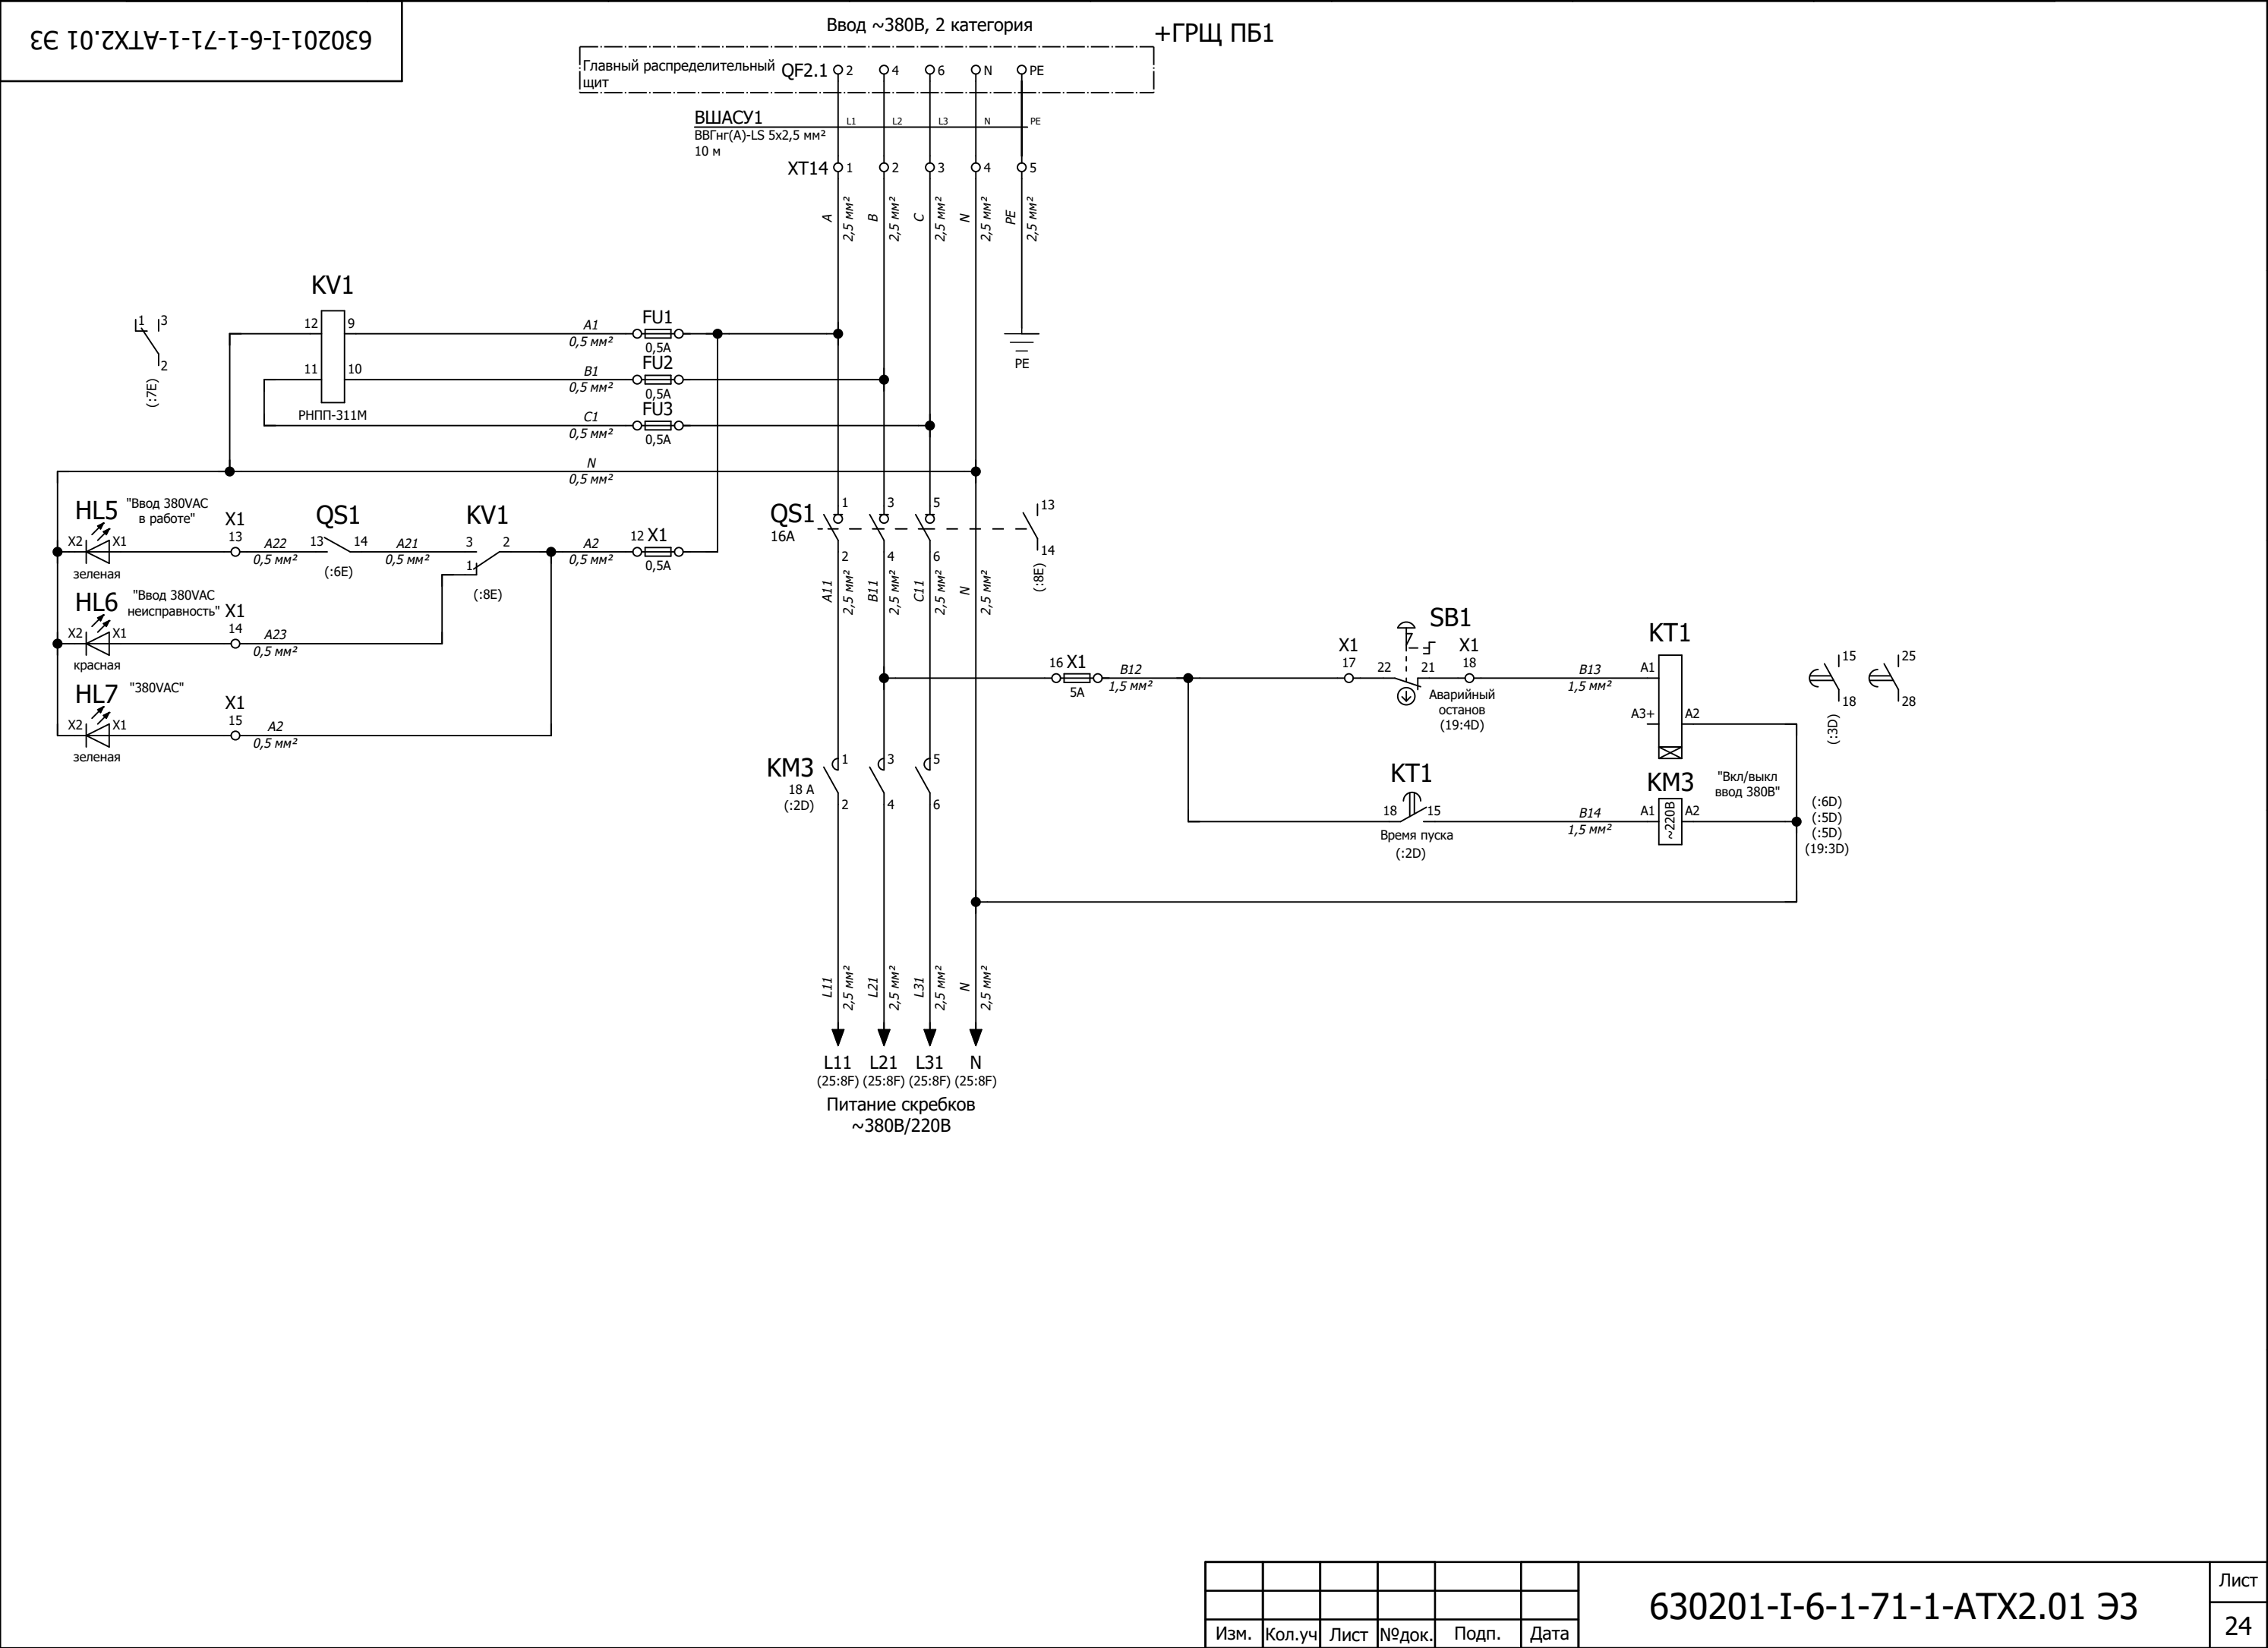 630201-I-6-1-71-1-АТХ2.01 Э3
Ввод ~380В, 2 категория
+ГРЩ ПБ1
Главный распределительный
щит
QF2.1 2 4 6 N PE
ВШАСУ1
L1 L2 L3 N PE
ВВГнг(А)-LS 5х2,5 мм²
10 м
XT14 1 2 3 4 5
A 2,5 мм² B 2,5 мм² C 2,5 мм² N 2,5 мм² PE 2,5 мм²
PE
KV1
12 9
11 10
РНПП-311М
1 3
2
(:7E)
A1
0,5 мм²
FU1
0,5А
B1
0,5 мм²
FU2
0,5А
C1
0,5 мм²
FU3
0,5А
N
0,5 мм²
HL5 "Ввод 380VAC
в работе"
X2 X1
зеленая
X1
13
A22
0,5 мм²
QS1
13 14
(:6E)
A21
0,5 мм²
KV1
3 2
1
(:8E)
A2
0,5 мм²
12 X1
0,5А
HL6 "Ввод 380VAC
неисправность"
X2 X1
красная
X1
14
A23
0,5 мм²
HL7 "380VAC"
X2 X1
зеленая
X1
15
A2
0,5 мм²
QS1
16А
1 3 5 13
2 4 6 14
(:8E)
A11 2,5 мм² B11 2,5 мм² C11 2,5 мм² N 2,5 мм²
16 X1
5А
B12
1,5 мм²
X1
17
SB1
22 21
Аварийный
останов
(19:4D)
X1
18
B13
1,5 мм²
KT1
A1
A3+ A2
15 25
18 28
(:3D)
KM3
18 А
(:2D)
1 3 5
2 4 6
KT1
18 15
Время пуска
(:2D)
B14
1,5 мм²
KM3
A1 ~220В A2
"Вкл/выкл
ввод 380В"
(:6D)
(:5D)
(:5D)
(19:3D)
L11 2,5 мм² L21 2,5 мм² L31 2,5 мм² N 2,5 мм²
L11 L21 L31 N
(25:8F) (25:8F) (25:8F) (25:8F)
Питание скребков
~380В/220В
Изм. Кол.уч Лист №док. Подп. Дата
630201-I-6-1-71-1-АТХ2.01 Э3
Лист
24